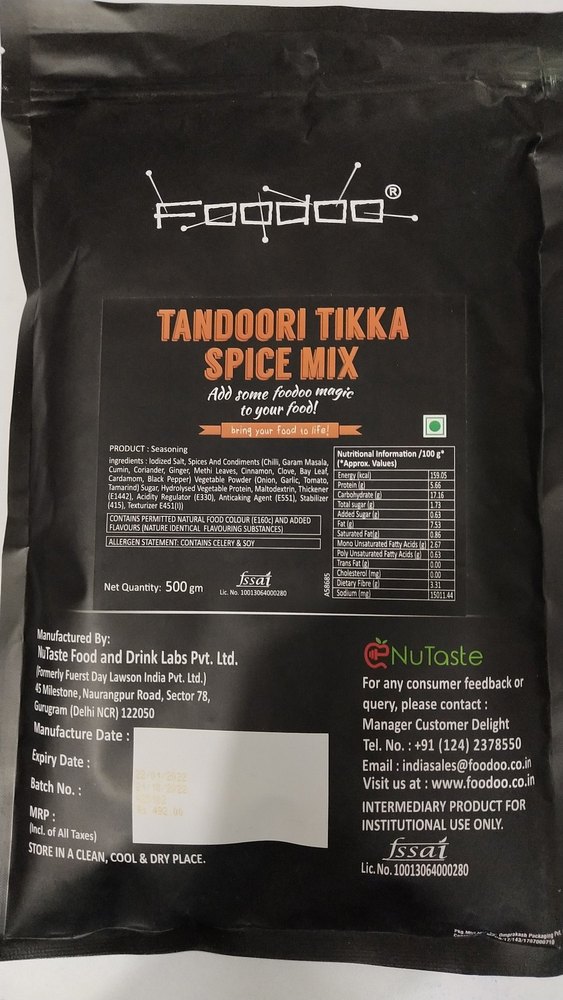 Foodoo®
TANDOORI TIKKA
SPICE MIX
Add some foodoo magic
to your food!
bring your food to life!
PRODUCT : Seasoning
ingredients : Iodized Salt, Spices And Condiments (Chilli, Garam Masala,
Cumin, Coriander, Ginger, Methi Leaves, Cinnamon, Clove, Bay Leaf,
Cardamom, Black Pepper) Vegetable Powder (Onion, Garlic, Tomato,
Tamarind) Sugar, Hydrolysed Vegetable Protein, Maltodextrin, Thickener
(E1442), Acidity Regulator (E330), Anticaking Agent (E551), Stabilizer
(415), Texturizer E451(I))
CONTAINS PERMITTED NATURAL FOOD COLOUR (E160c) AND ADDED
FLAVOURS (NATURE IDENTICAL FLAVOURING SUBSTANCES)
ALLERGEN STATEMENT: CONTAINS CELERY & SOY
Net Quantity: 500 gm
fssai
Lic. No. 10013064000280
Nutritional Information /100 g*
(*Approx. Values)
Energy (kcal) 159.05
Protein (g) 5.66
Carbohydrate (g) 17.16
Total sugar (g) 1.73
Added Sugar (g) 0.63
Fat (g) 7.53
Saturated Fat(g) 0.86
Mono Unsaturated Fatty Acids (g) 2.67
Poly Unsaturated Fatty Acids (g) 0.63
Trans Fat (g) 0.00
Cholesterol (mg) 0.00
Dietary Fibre (g) 3.31
Sodium (mg) 15011.44
AS8685
Manufactured By:
NuTaste Food and Drink Labs Pvt. Ltd.
(Formerly Fuerst Day Lawson India Pvt. Ltd.)
45 Milestone, Naurangpur Road, Sector 78,
Gurugram (Delhi NCR) 122050
Manufacture Date :
Expiry Date :
Batch No. :
MRP :
(Incl. of All Taxes)
STORE IN A CLEAN, COOL & DRY PLACE.
NuTaste
For any consumer feedback or
query, please contact :
Manager Customer Delight
Tel. No. : +91 (124) 2378550
Email : indiasales@foodoo.co.in
Visit us at : www.foodoo.co.in
INTERMEDIARY PRODUCT FOR
INSTITUTIONAL USE ONLY.
fssai
Lic. No. 10013064000280